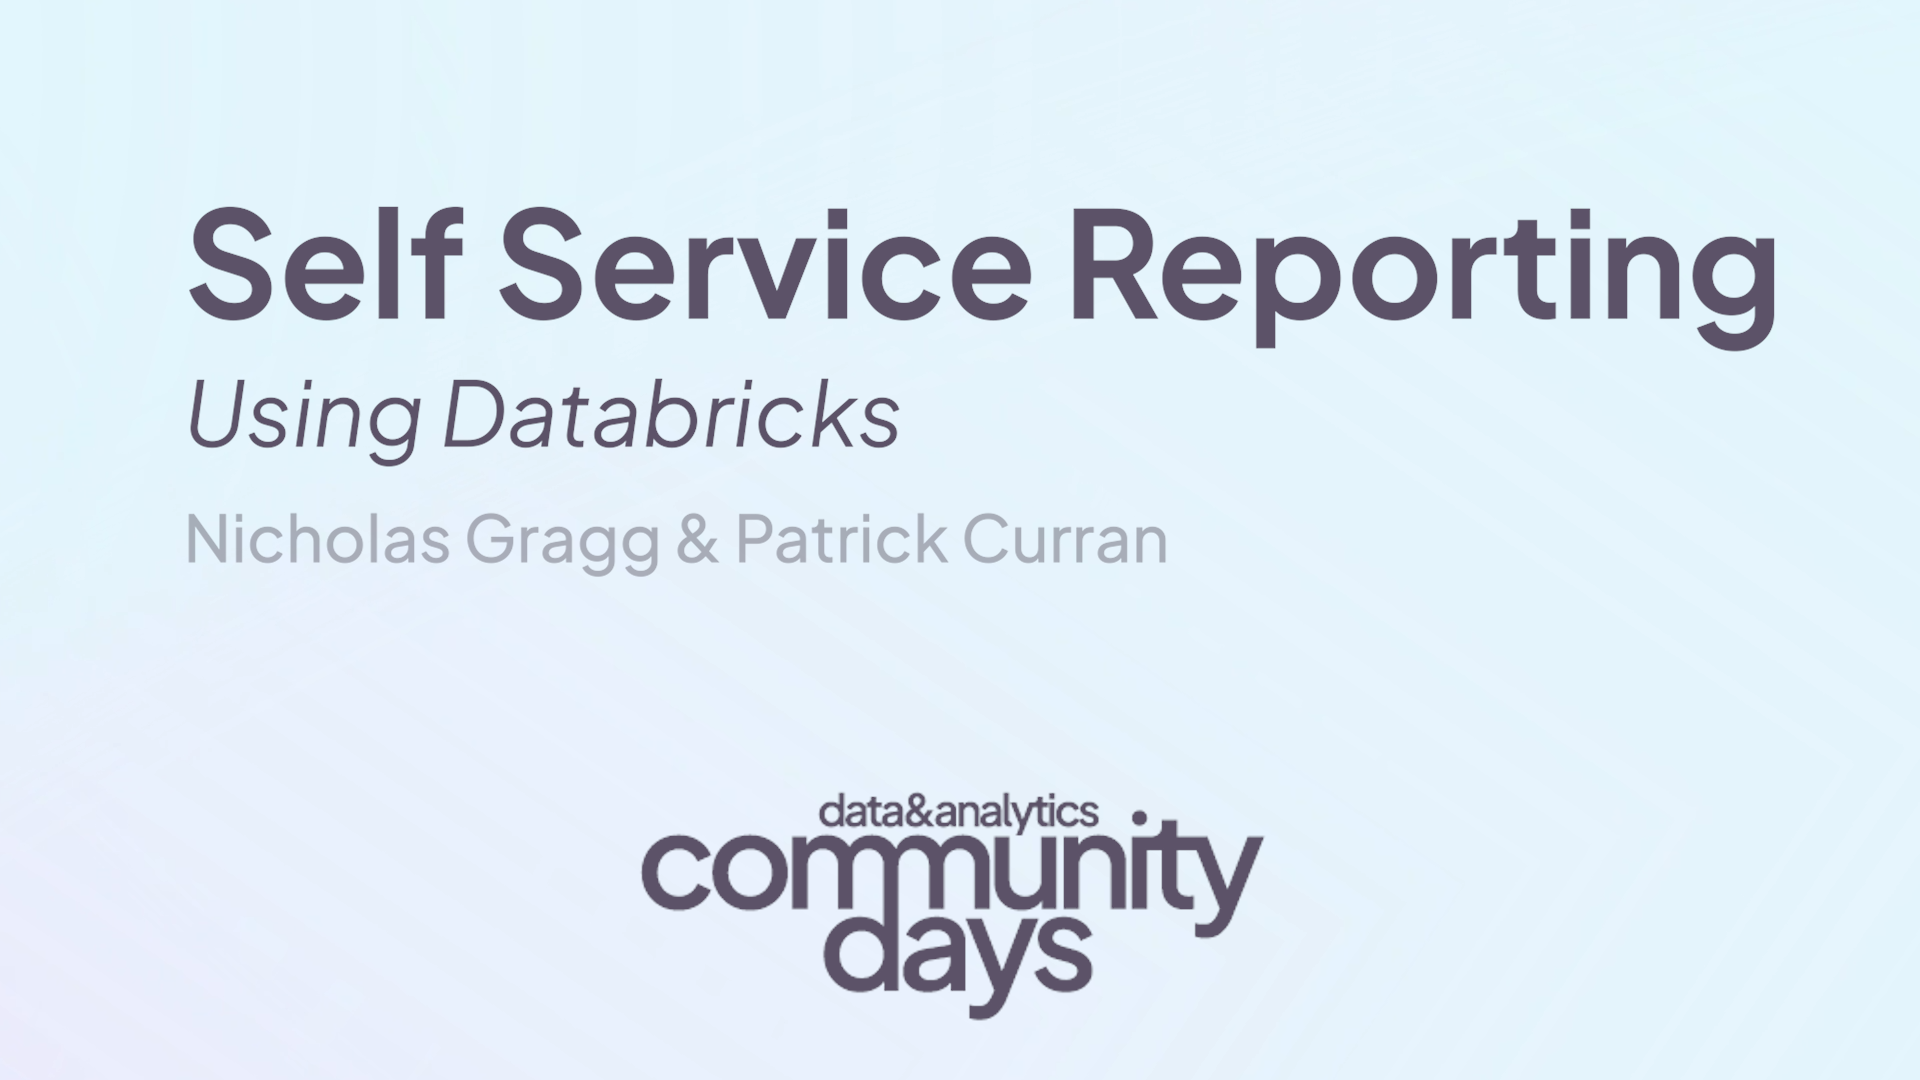 Self Service Reporting
Using Databricks
Nicholas Gragg & Patrick Curran
data&analytics
community
days